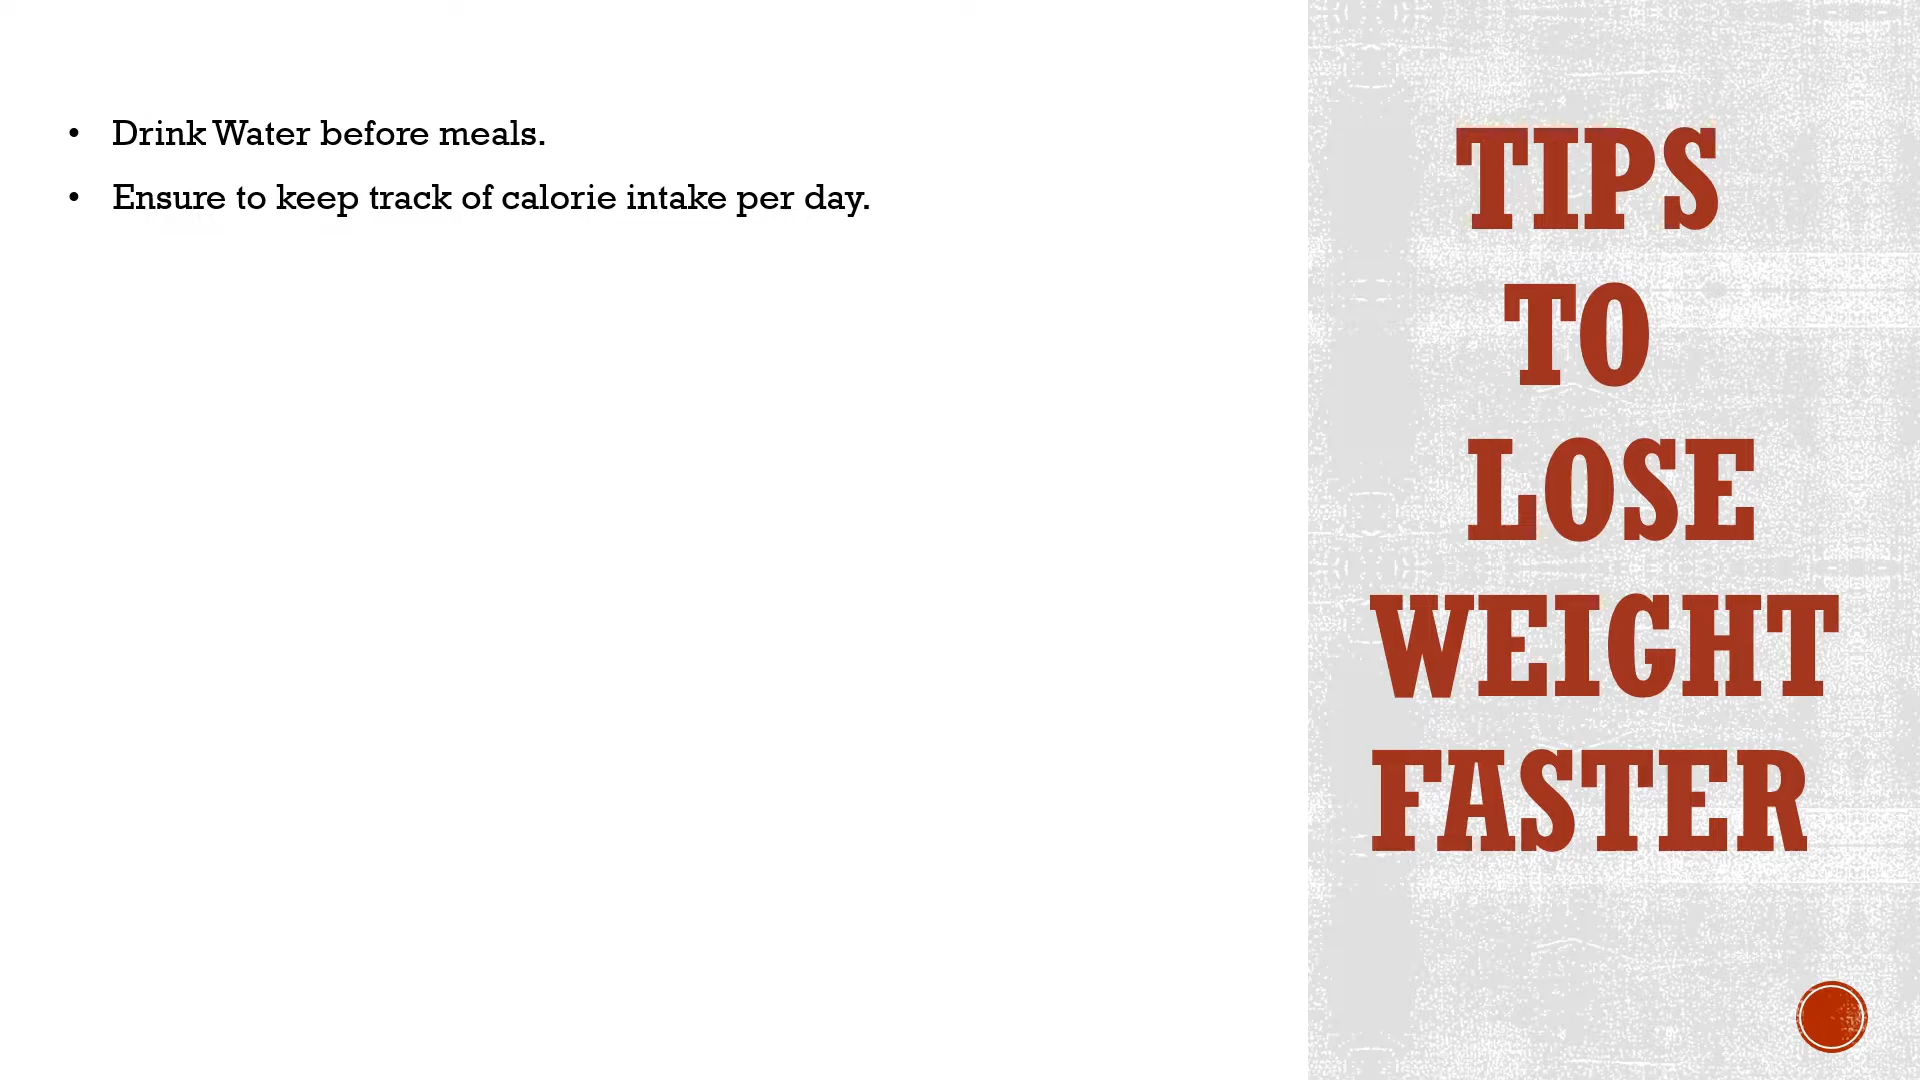 • Drink Water before meals.
• Ensure to keep track of calorie intake per day.
TIPS
TO
LOSE
WEIGHT
FASTER